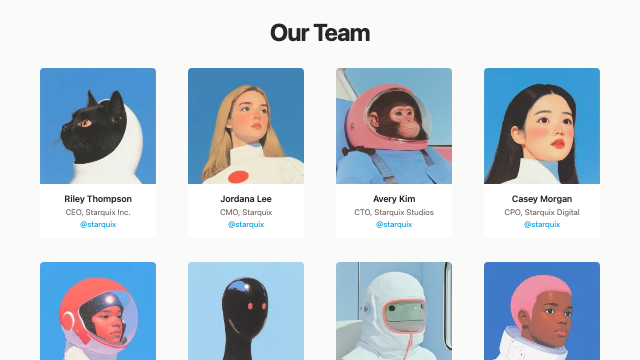 Our Team
Riley Thompson
CEO, Starquix Inc.
@starquix
Jordana Lee
CMO, Starquix
@starquix
Avery Kim
CTO, Starquix Studios
@starquix
Casey Morgan
CPO, Starquix Digital
@starquix